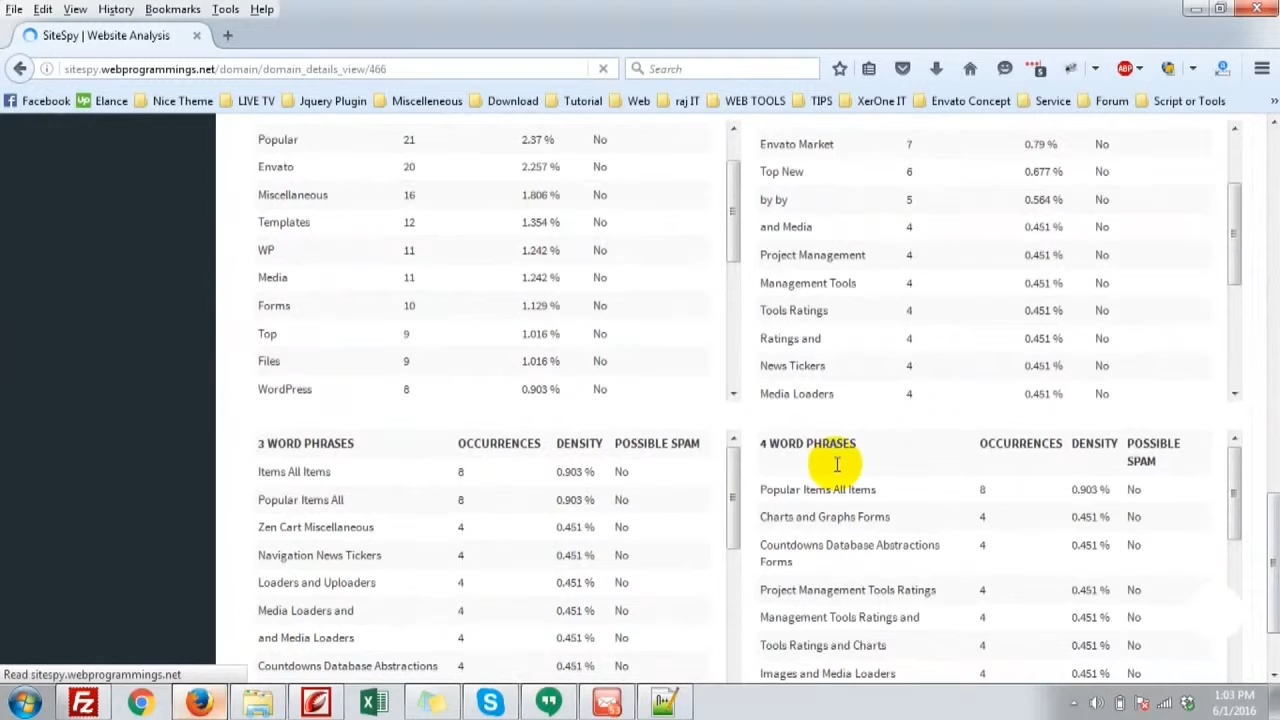 File Edit View History Bookmarks Tools Help
SiteSpy | Website Analysis
sitespy.webprogrammings.net/domain/domain_details_view/466
Search
ABP
5
Facebook Up Elance Nice Theme LIVE TV Jquery Plugin Miscelleneous Download Tutorial Web raj IT WEB TOOLS TIPS XerOne IT Envato Concept Service Forum Script or Tools
Popular 21 2.37 % No
Envato 20 2.257 % No
Miscellaneous 16 1.806 % No
Templates 12 1.354 % No
WP 11 1.242 % No
Media 11 1.242 % No
Forms 10 1.129 % No
Top 9 1.016 % No
Files 9 1.016 % No
WordPress 8 0.903 % No
Envato Market 7 0.79 % No
Top New 6 0.677 % No
by by 5 0.564 % No
and Media 4 0.451 % No
Project Management 4 0.451 % No
Management Tools 4 0.451 % No
Tools Ratings 4 0.451 % No
Ratings and 4 0.451 % No
News Tickers 4 0.451 % No
Media Loaders 4 0.451 % No
3 WORD PHRASES OCCURRENCES DENSITY POSSIBLE SPAM
Items All Items 8 0.903 % No
Popular Items All 8 0.903 % No
Zen Cart Miscellaneous 4 0.451 % No
Navigation News Tickers 4 0.451 % No
Loaders and Uploaders 4 0.451 % No
Media Loaders and 4 0.451 % No
and Media Loaders 4 0.451 % No
Countdowns Database Abstractions 4 0.451 % No
4 WORD PHRASES OCCURRENCES DENSITY POSSIBLE
SPAM
Popular Items All Items 8 0.903 % No
Charts and Graphs Forms 4 0.451 % No
Countdowns Database Abstractions 4 0.451 % No
Forms
Project Management Tools Ratings 4 0.451 % No
Management Tools Ratings and 4 0.451 % No
Tools Ratings and Charts 4 0.451 % No
Images and Media Loaders 4 0.451 % No
Read sitespy.webprogrammings.net
1:03 PM
6/1/2016